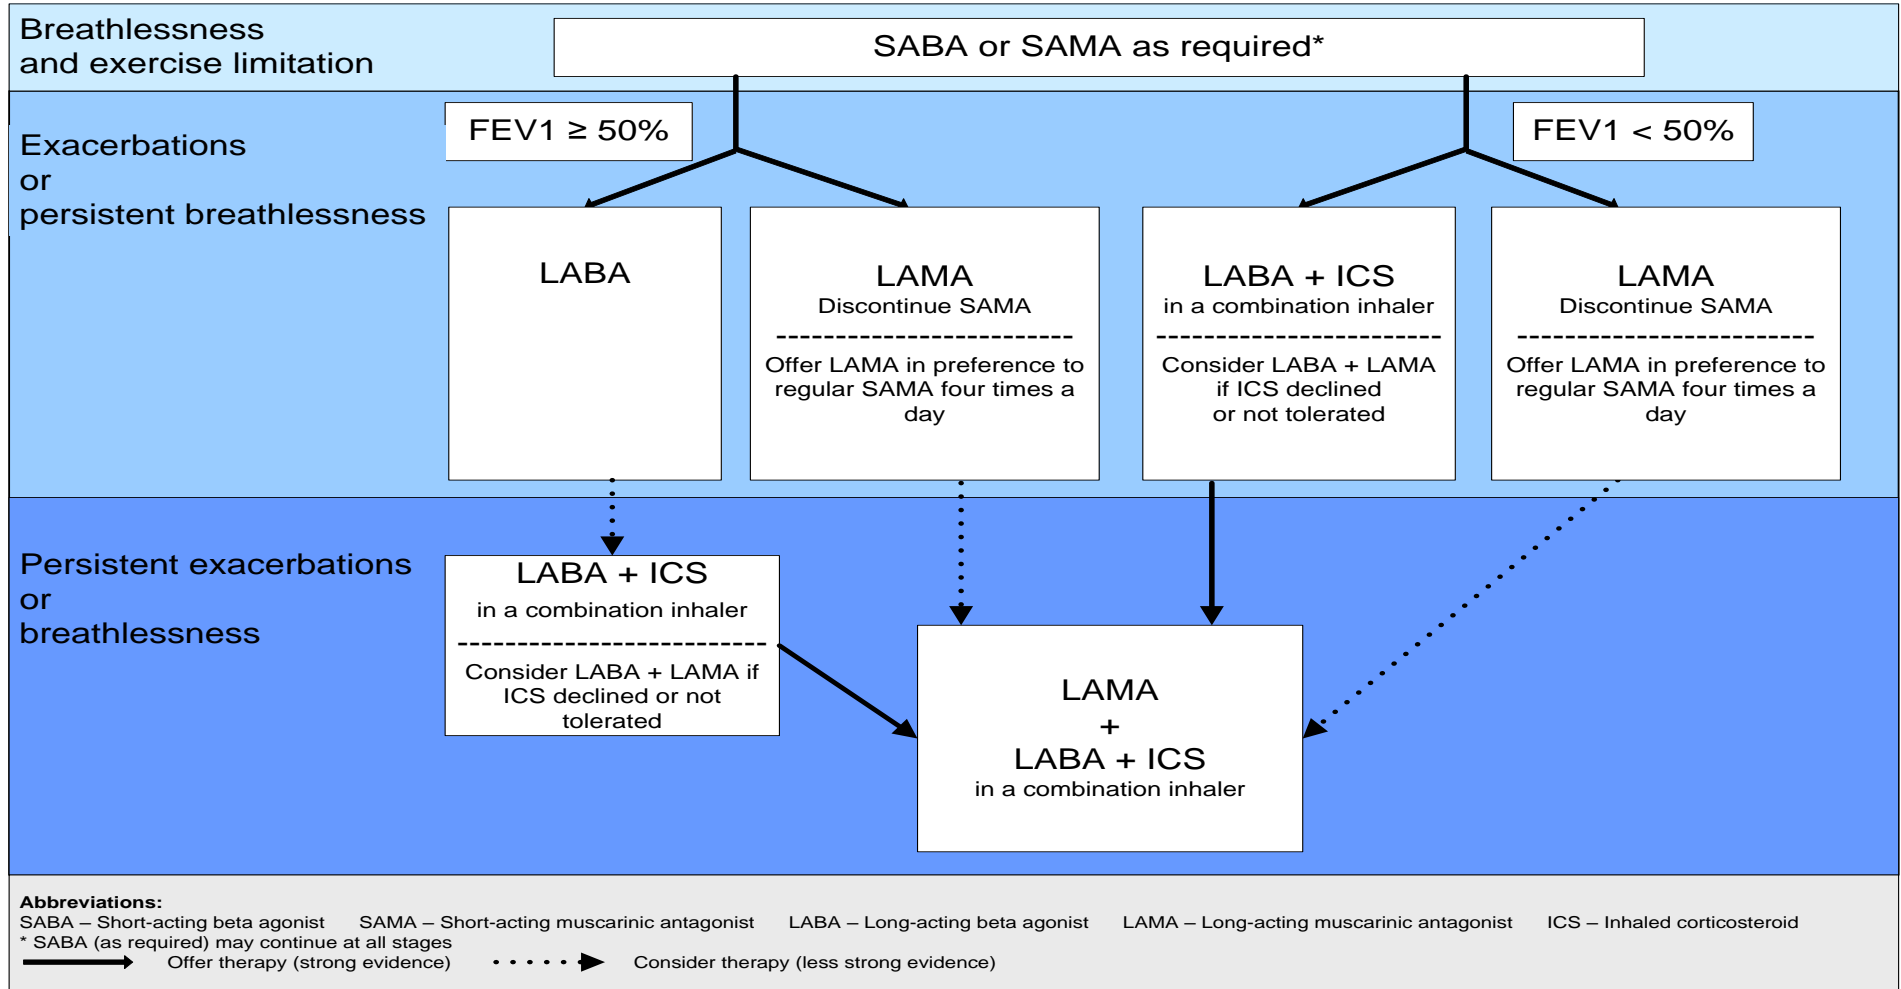 Breathlessness
and exercise limitation
SABA or SAMA as required*
Exacerbations
or
persistent breathlessness
FEV1 ≥ 50%
FEV1 < 50%
LABA
LAMA
Discontinue SAMA
Offer LAMA in preference to
regular SAMA four times a
day
LABA + ICS
in a combination inhaler
Consider LABA + LAMA
if ICS declined
or not tolerated
LAMA
Discontinue SAMA
Offer LAMA in preference to
regular SAMA four times a
day
Persistent exacerbations
or
breathlessness
LABA + ICS
in a combination inhaler
Consider LABA + LAMA if
ICS declined or not
tolerated
LAMA
+
LABA + ICS
in a combination inhaler
Abbreviations:
SABA – Short-acting beta agonist SAMA – Short-acting muscarinic antagonist LABA – Long-acting beta agonist LAMA – Long-acting muscarinic antagonist ICS – Inhaled corticosteroid
* SABA (as required) may continue at all stages
Offer therapy (strong evidence) Consider therapy (less strong evidence)